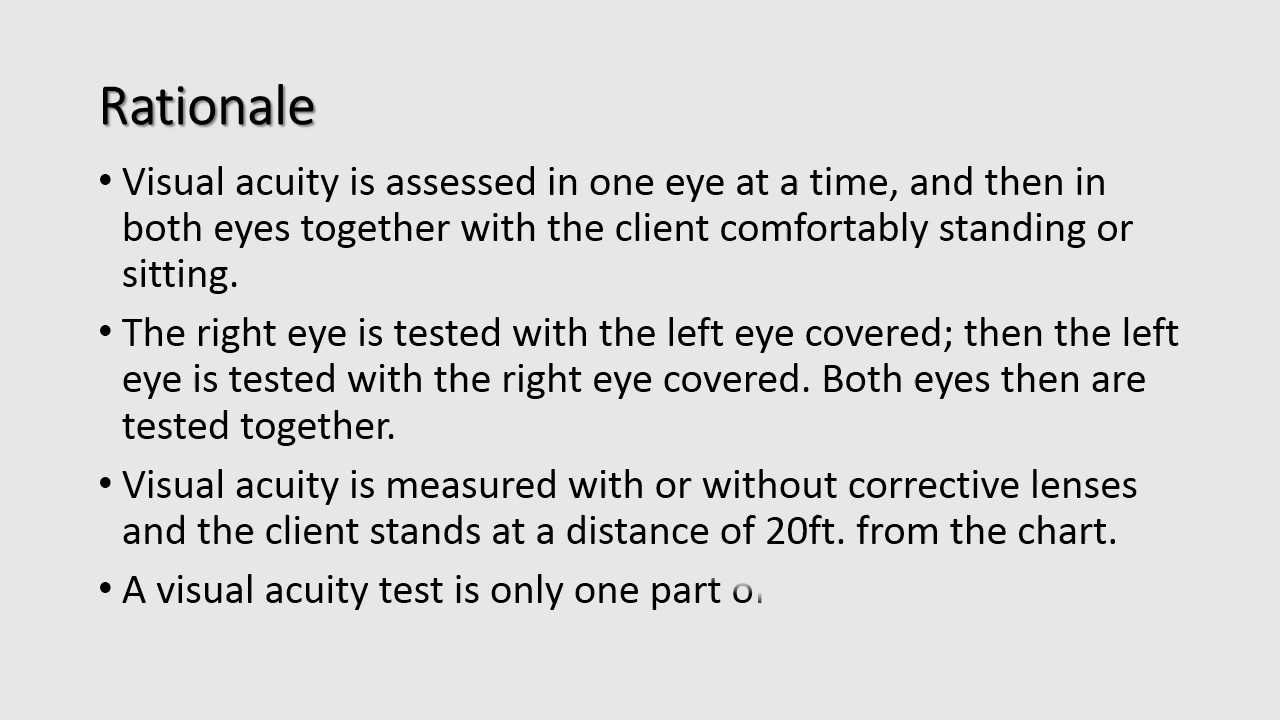 Rationale
• Visual acuity is assessed in one eye at a time, and then in
both eyes together with the client comfortably standing or
sitting.
• The right eye is tested with the left eye covered; then the left
eye is tested with the right eye covered. Both eyes then are
tested together.
• Visual acuity is measured with or without corrective lenses
and the client stands at a distance of 20ft. from the chart.
• A visual acuity test is only one part